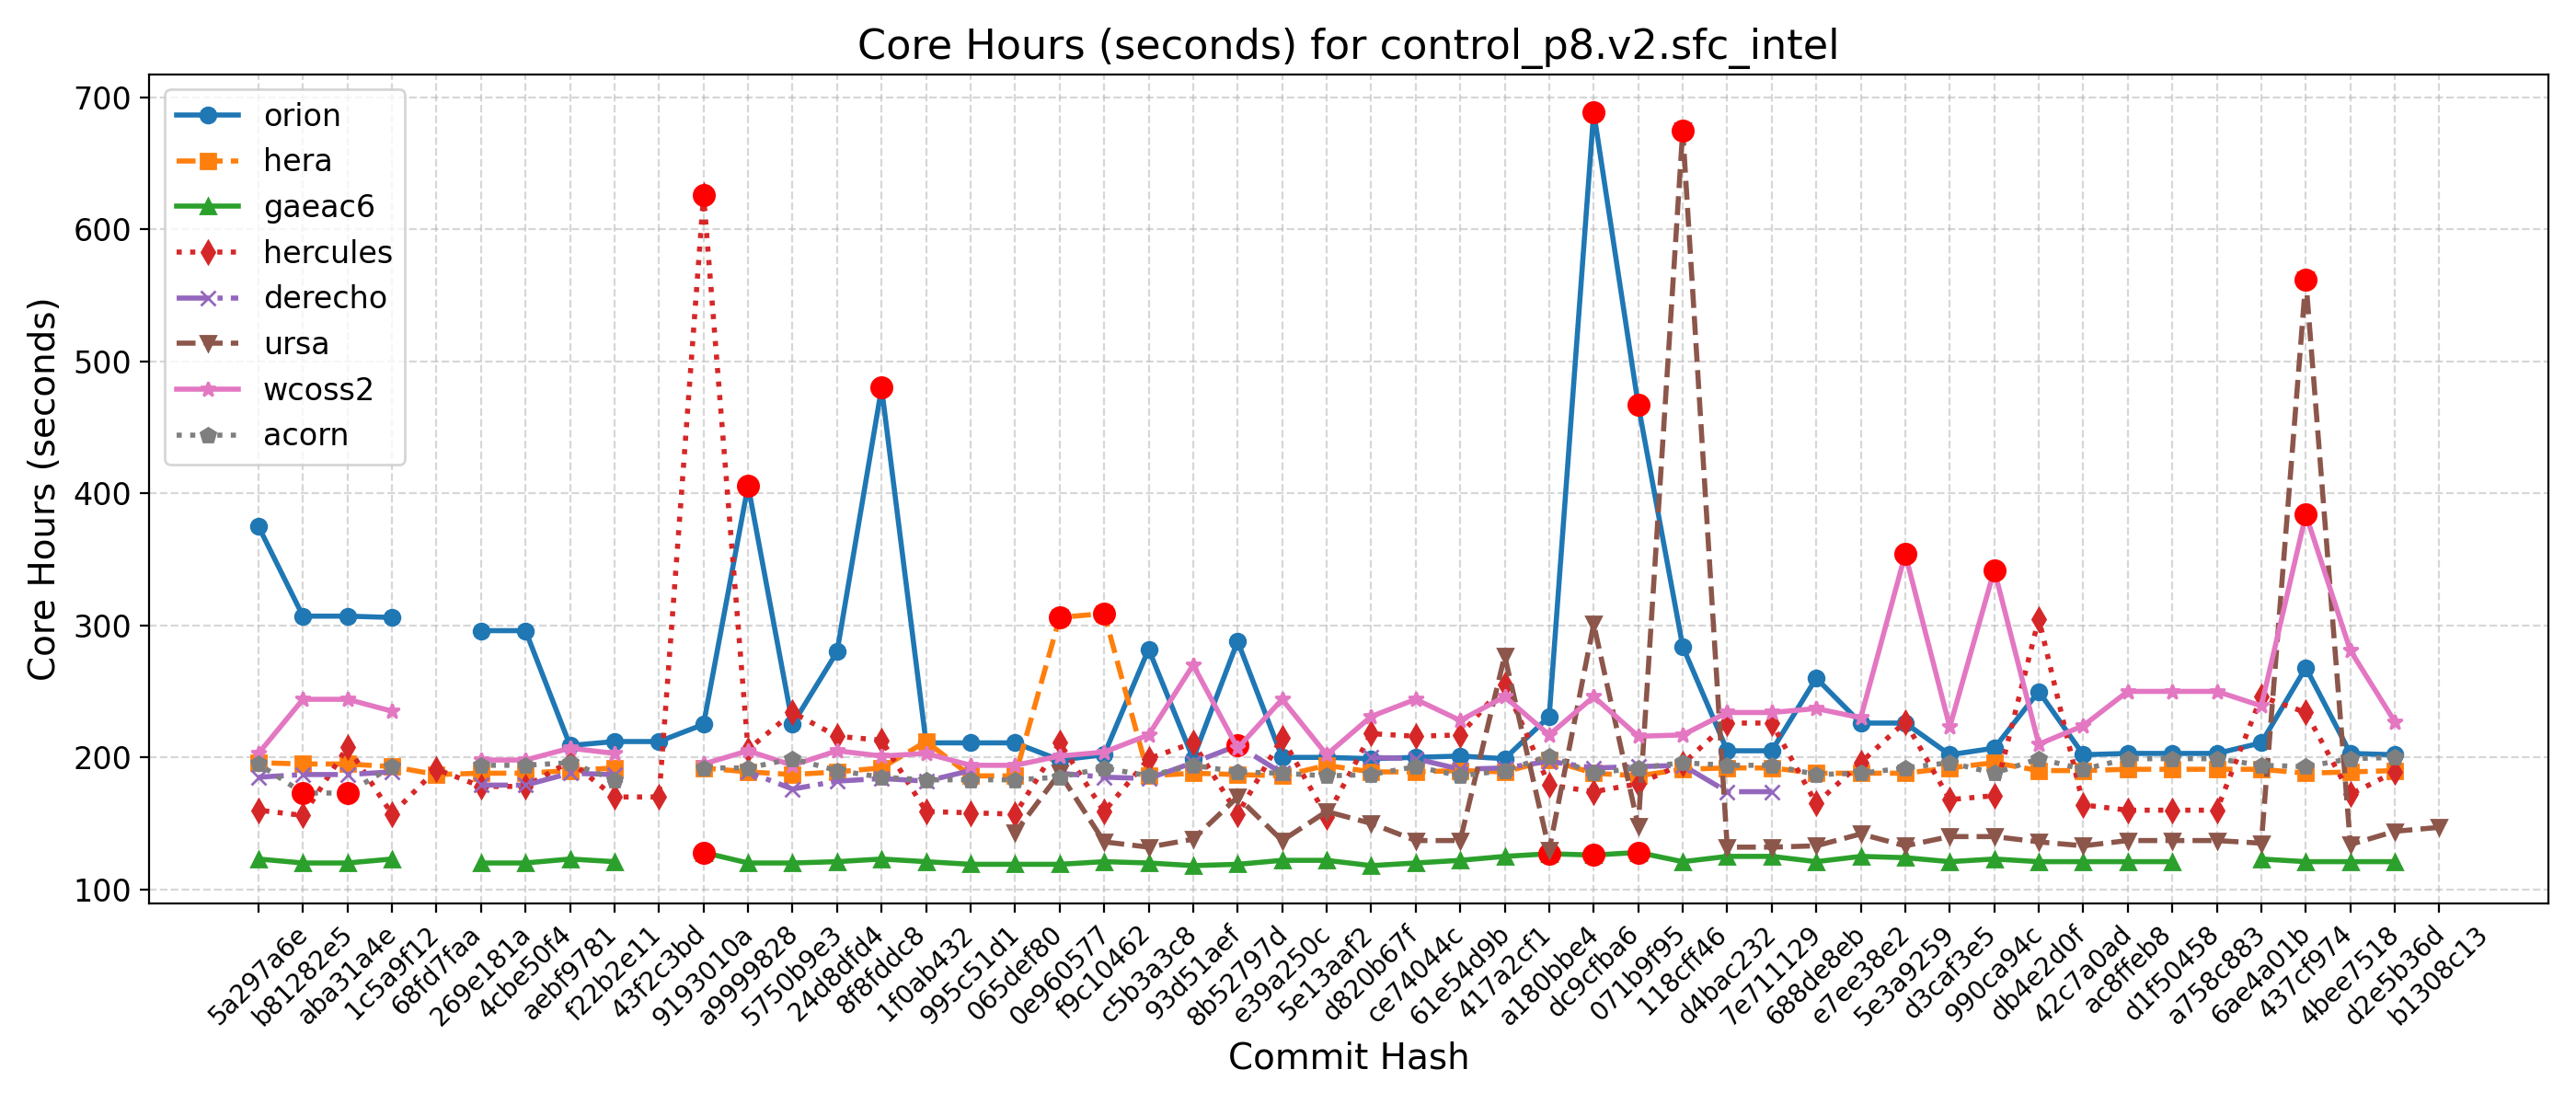 Core Hours (seconds) for control_p8.v2.sfc_intel
Core Hours (seconds)
700
600
500
400
300
200
100
orion
hera
gaeac6
hercules
derecho
ursa
wcoss2
acorn
5a297a6e
b81282e5
aba31a4e
1c5a9f12
68fd7faa
269e181a
4cbe50f4
aebf9781
f22b2e11
43f2c3bd
9193010a
a9999828
5750b9e3
24d8dfd4
8f8fddc8
1f0ab432
995c51d1
065def80
0e960577
f9c10462
c5b3a3c8
93d51aef
8b52797d
e39a250c
5e13aaf2
d820b67f
ce74044c
61e54d9b
417a2cf1
a180bbe4
dc9cfba6
071b9f95
118cff46
d4bac232
7e711129
688de8eb
e7ee38e2
5e3a9259
d3caf3e5
990ca94c
db4e2d0f
42c7a0ad
ac8ffeb8
d1f50458
a758c883
6ae4a01b
437cf974
4bee7518
d2e5b36d
b1308c13
Commit Hash